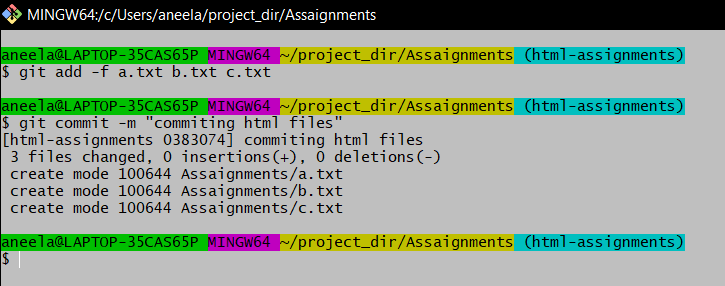 MINGW64:/c/Users/aneela/project_dir/Assaignments
aneela@LAPTOP-35CAS65P MINGW64 ~/project_dir/Assaignments (html-assignments)
$ git add -f a.txt b.txt c.txt
aneela@LAPTOP-35CAS65P MINGW64 ~/project_dir/Assaignments (html-assignments)
$ git commit -m "commiting html files"
[html-assignments 0383074] commiting html files
3 files changed, 0 insertions(+), 0 deletions(-)
create mode 100644 Assaignments/a.txt
create mode 100644 Assaignments/b.txt
create mode 100644 Assaignments/c.txt
aneela@LAPTOP-35CAS65P MINGW64 ~/project_dir/Assaignments (html-assignments)
$